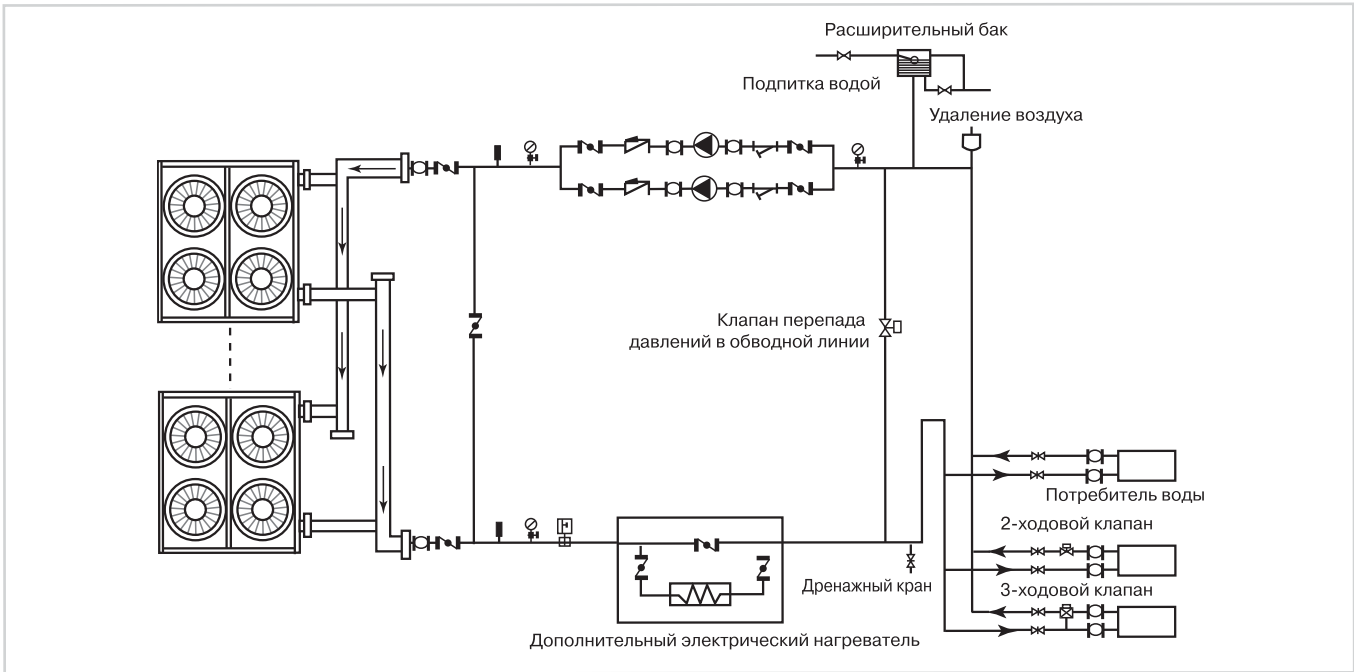 Расширительный бак
Подпитка водой
Удаление воздуха
Клапан перепада
давлений в обводной линии
Потребитель воды
2-ходовой клапан
3-ходовой клапан
Дренажный кран
Дополнительный электрический нагреватель